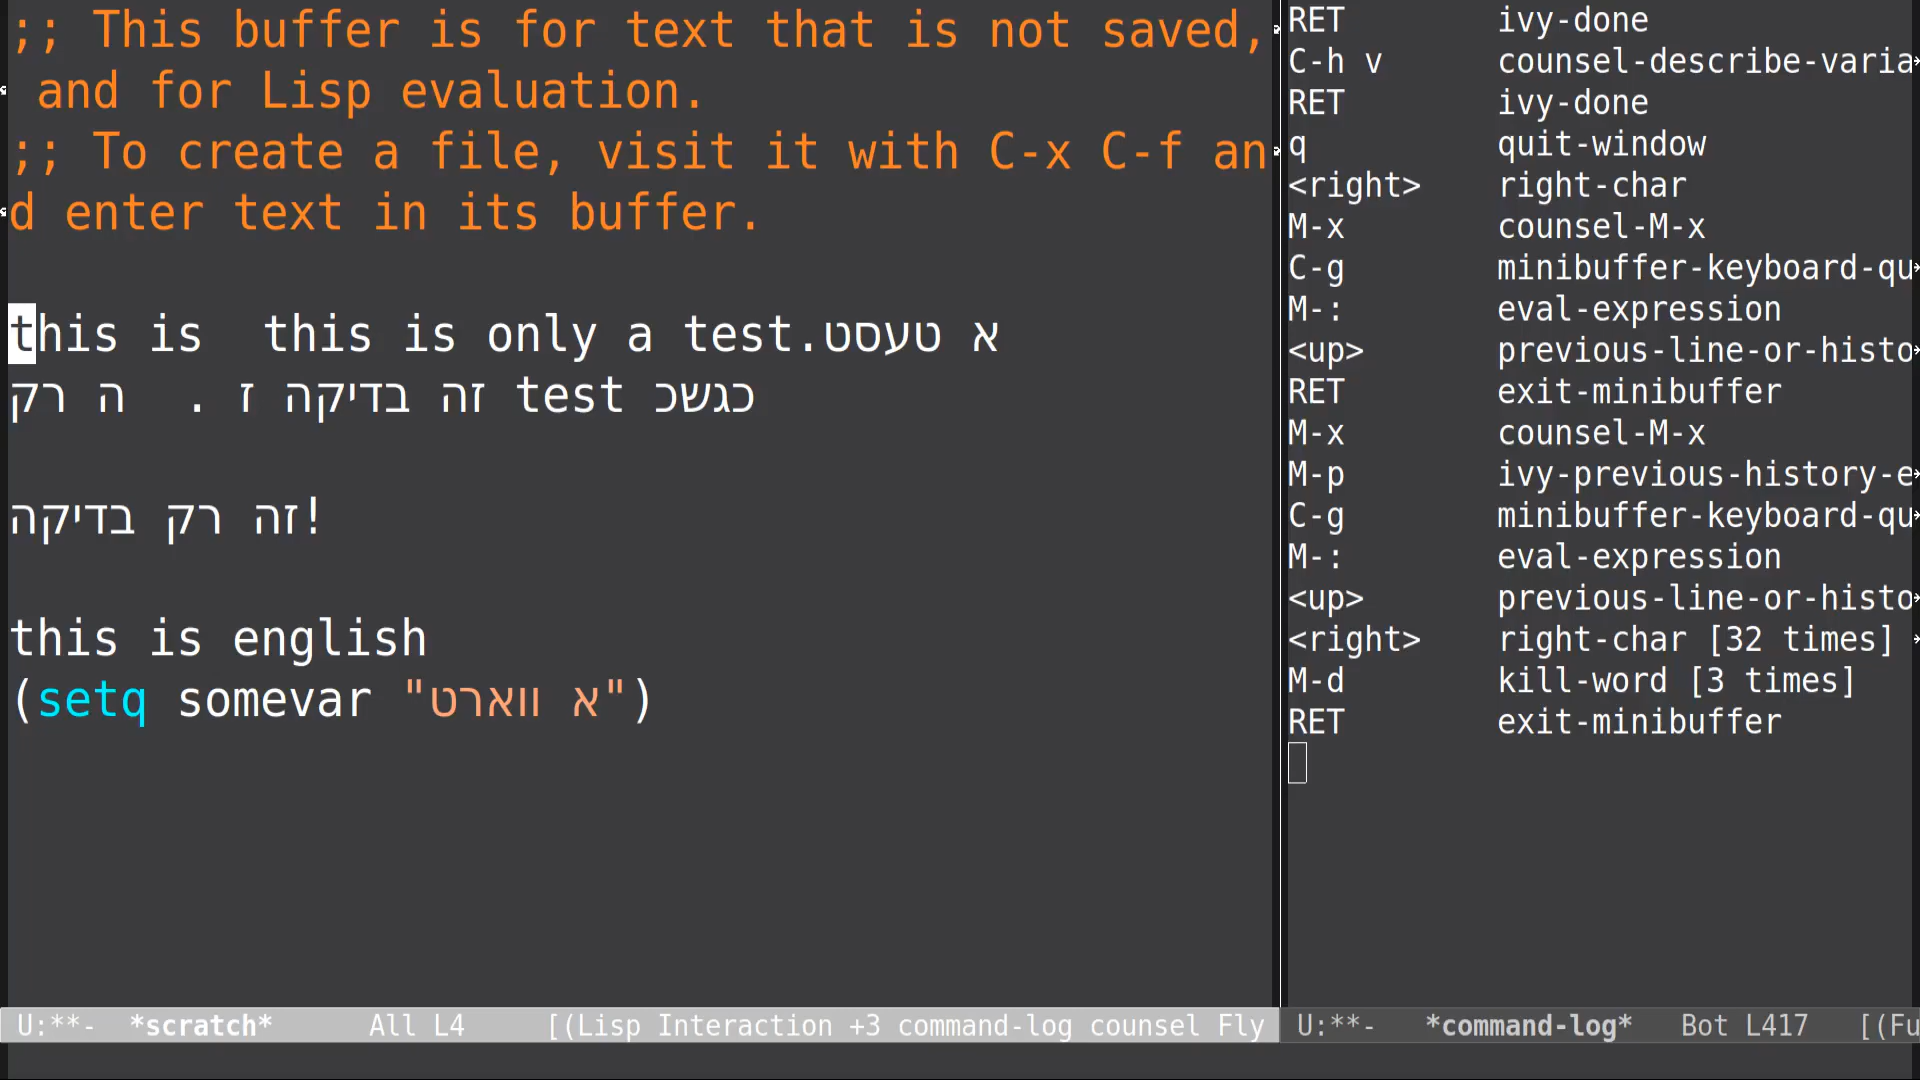 ;; This buffer is for text that is not saved,
and for Lisp evaluation.
;; To create a file, visit it with C-x C-f an
d enter text in its buffer.
this is  this is only a test.א טעסט
זה בדיקה ז .  ה רק test כגשכ
זה רק בדיקה!
this is english
(setq somevar "א ווארט")
U:**-  *scratch*      All L4     [(Lisp Interaction +3 command-log counsel Fly
RET ivy-done
C-h v counsel-describe-varia
RET ivy-done
q quit-window
<right> right-char
M-x counsel-M-x
C-g minibuffer-keyboard-qu
M-: eval-expression
<up> previous-line-or-histo
RET exit-minibuffer
M-x counsel-M-x
M-p ivy-previous-history-e
C-g minibuffer-keyboard-qu
M-: eval-expression
<up> previous-line-or-histo
<right> right-char [32 times]
M-d kill-word [3 times]
RET exit-minibuffer
U:**-   *command-log*   Bot L417   [(Fu